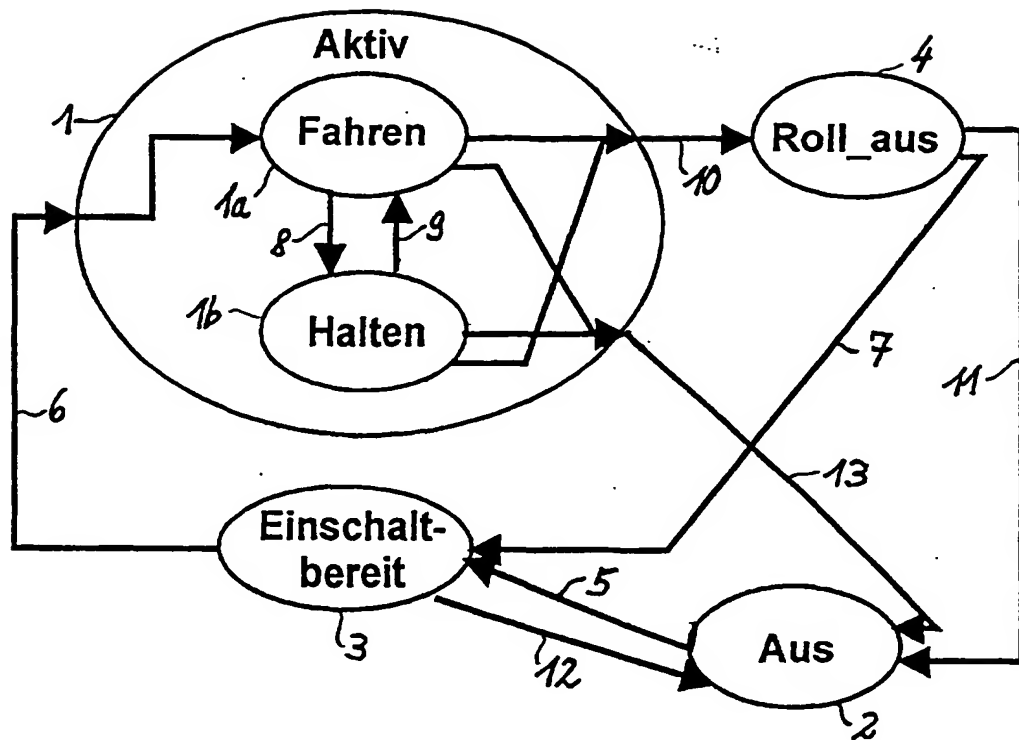 Aktiv
4
1
Fahren
Roll_aus
1a
10
8
9
1b
Halten
7
11
6
13
Einschalt-
bereit
5
3
12
Aus
2